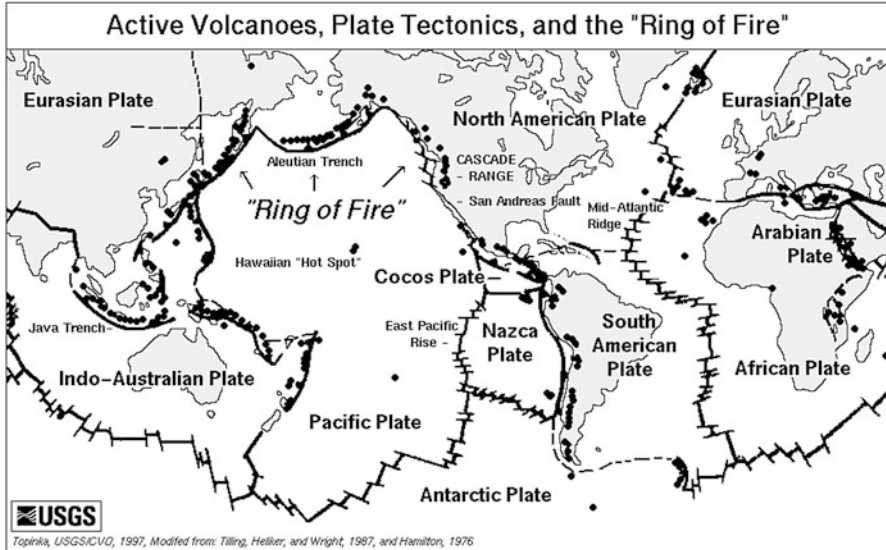 Active Volcanoes, Plate Tectonics, and the "Ring of Fire"
Eurasian Plate
North American Plate
Eurasian Plate
Aleutian Trench
CASCADE
- RANGE
"Ring of Fire"
- San Andreas Fault
Mid-Atlantic
Ridge
Arabian
Plate
Hawaiian "Hot Spot"
Cocos Plate
Java Trench-
East Pacific
Rise -
Nazca
Plate
South
American
Plate
Indo-Australian Plate
African Plate
Pacific Plate
Antarctic Plate
USGS
Topinka, USGS/CVO, 1997, Modifed from: Tilling, Heliker, and Wright, 1987, and Hamilton, 1976